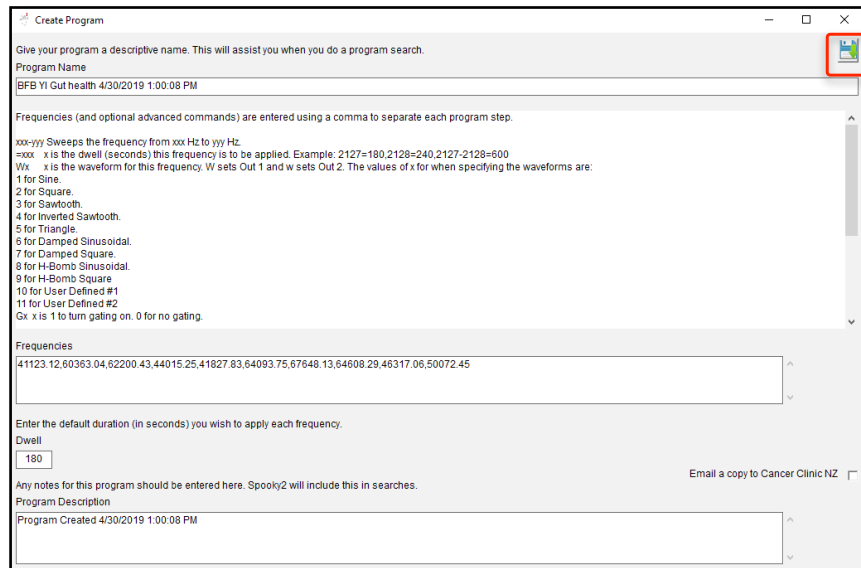 Create Program
Give your program a descriptive name. This will assist you when you do a program search.
Program Name
BFB YI Gut health 4/30/2019 1:00:08 PM
Frequencies (and optional advanced commands) are entered using a comma to separate each program step.
xxx-yyy Sweeps the frequency from xxx Hz to yyy Hz.
=xxx x is the dwell (seconds) this frequency is to be applied. Example: 2127=180,2128=240,2127-2128=600
Wx x is the waveform for this frequency. W sets Out 1 and w sets Out 2. The values of x for when specifying the waveforms are:
1 for Sine.
2 for Square.
3 for Sawtooth.
4 for Inverted Sawtooth.
5 for Triangle.
6 for Damped Sinusoidal.
7 for Damped Square.
8 for H-Bomb Sinusoidal.
9 for H-Bomb Square
10 for User Defined #1
11 for User Defined #2
Gx x is 1 to turn gating on. 0 for no gating.
Frequencies
41123.12,60363.04,62200.43,44015.25,41827.83,64093.75,67648.13,64608.29,46317.06,50072.45
Enter the default duration (in seconds) you wish to apply each frequency.
Dwell
180
Email a copy to Cancer Clinic NZ
Any notes for this program should be entered here. Spooky2 will include this in searches.
Program Description
Program Created 4/30/2019 1:00:08 PM